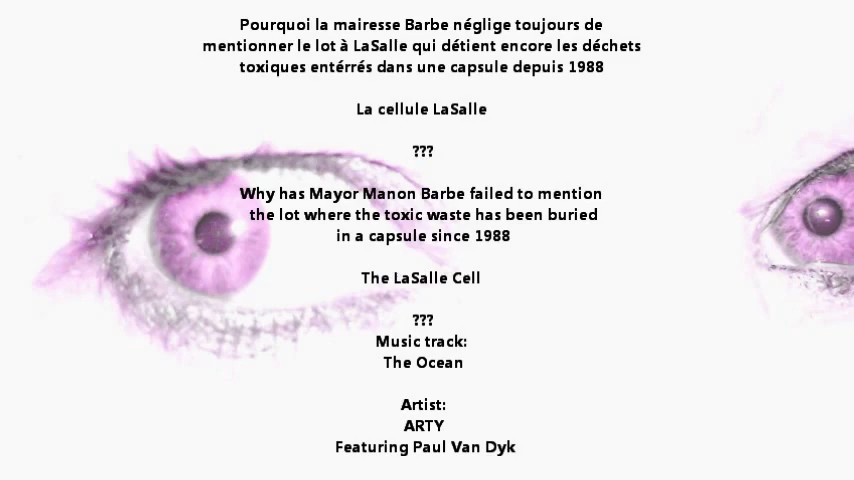 Pourquoi la mairesse Barbe néglige toujours de
mentionner le lot à LaSalle qui détient encore les déchets
toxiques entérrés dans une capsule depuis 1988
La cellule LaSalle
???
Why has Mayor Manon Barbe failed to mention
the lot where the toxic waste has been buried
in a capsule since 1988
The LaSalle Cell
???
Music track:
The Ocean
Artist:
ARTY
Featuring Paul Van Dyk